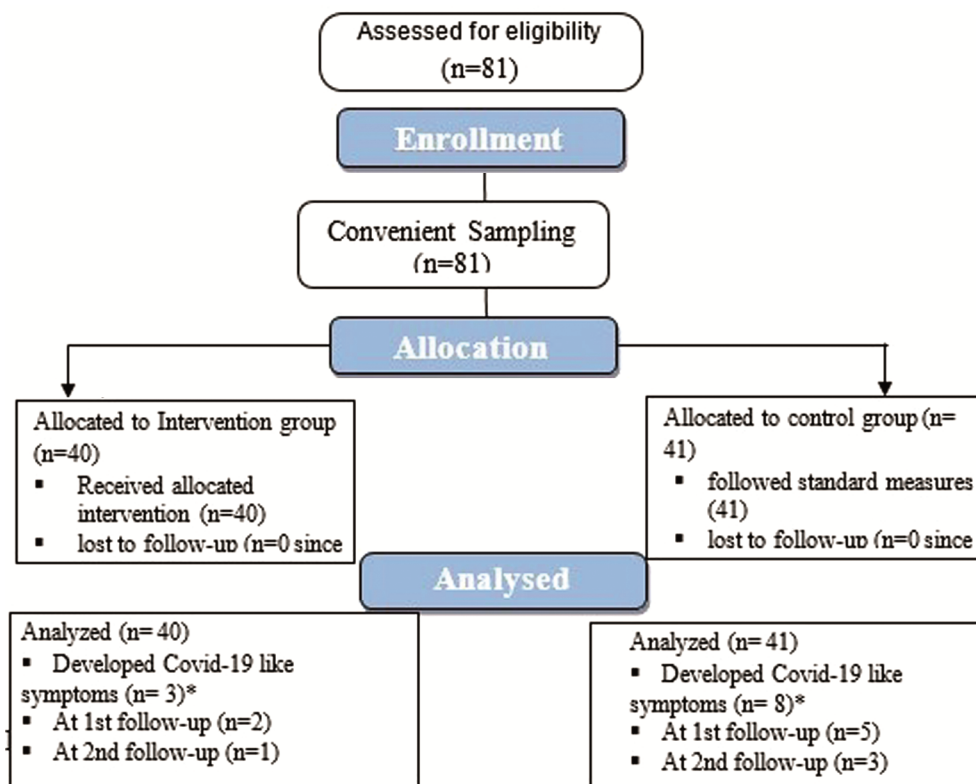 Assessed for eligibility
(n=81)
Enrollment
Convenient Sampling
(n=81)
Allocation
Allocated to Intervention group
(n=40)
▪ Received allocated
intervention (n=40)
▪ lost to follow-up (n=0 since
Allocated to control group (n=
41)
▪ followed standard measures
(41)
▪ lost to follow-up (n=0 since
Analysed
Analyzed (n= 40)
▪ Developed Covid-19 like
symptoms (n= 3)*
▪ At 1st follow-up (n=2)
▪ At 2nd follow-up (n=1)
Analyzed (n= 41)
▪ Developed Covid-19 like
symptoms (n= 8)*
▪ At 1st follow-up (n=5)
▪ At 2nd follow-up (n=3)